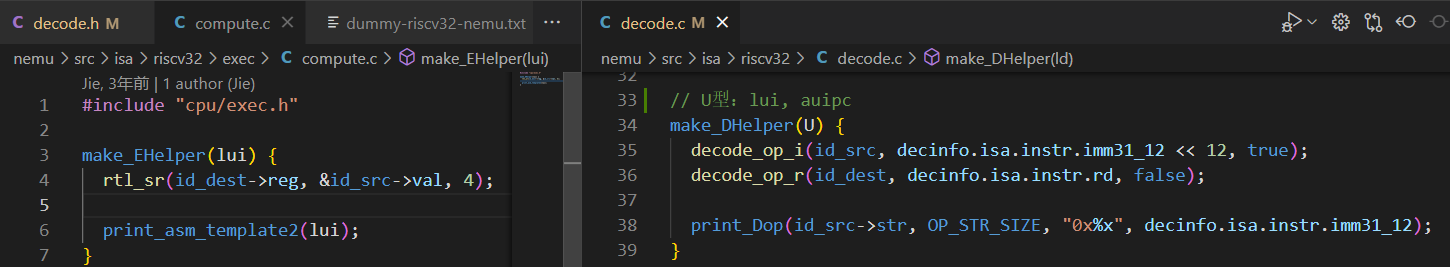 decode.h M compute.c dummy-riscv32-nemu.txt ···
nemu > src > isa > riscv32 > exec > C compute.c > make_EHelper(lui)
Jie, 3年前 | 1 author (Jie)
1 #include "cpu/exec.h"
2
3 make_EHelper(lui) {
4 rtl_sr(id_dest->reg, &id_src->val, 4);
5
6 print_asm_template2(lui);
7 }
C decode.c M
nemu > src > isa > riscv32 > C decode.c > make_DHelper(ld)
32
33 // U型：lui, auipc
34 make_DHelper(U) {
35 decode_op_i(id_src, decinfo.isa.instr.imm31_12 << 12, true);
36 decode_op_r(id_dest, decinfo.isa.instr.rd, false);
37
38 print_Dop(id_src->str, OP_STR_SIZE, "0x%x", decinfo.isa.instr.imm31_12);
39 }